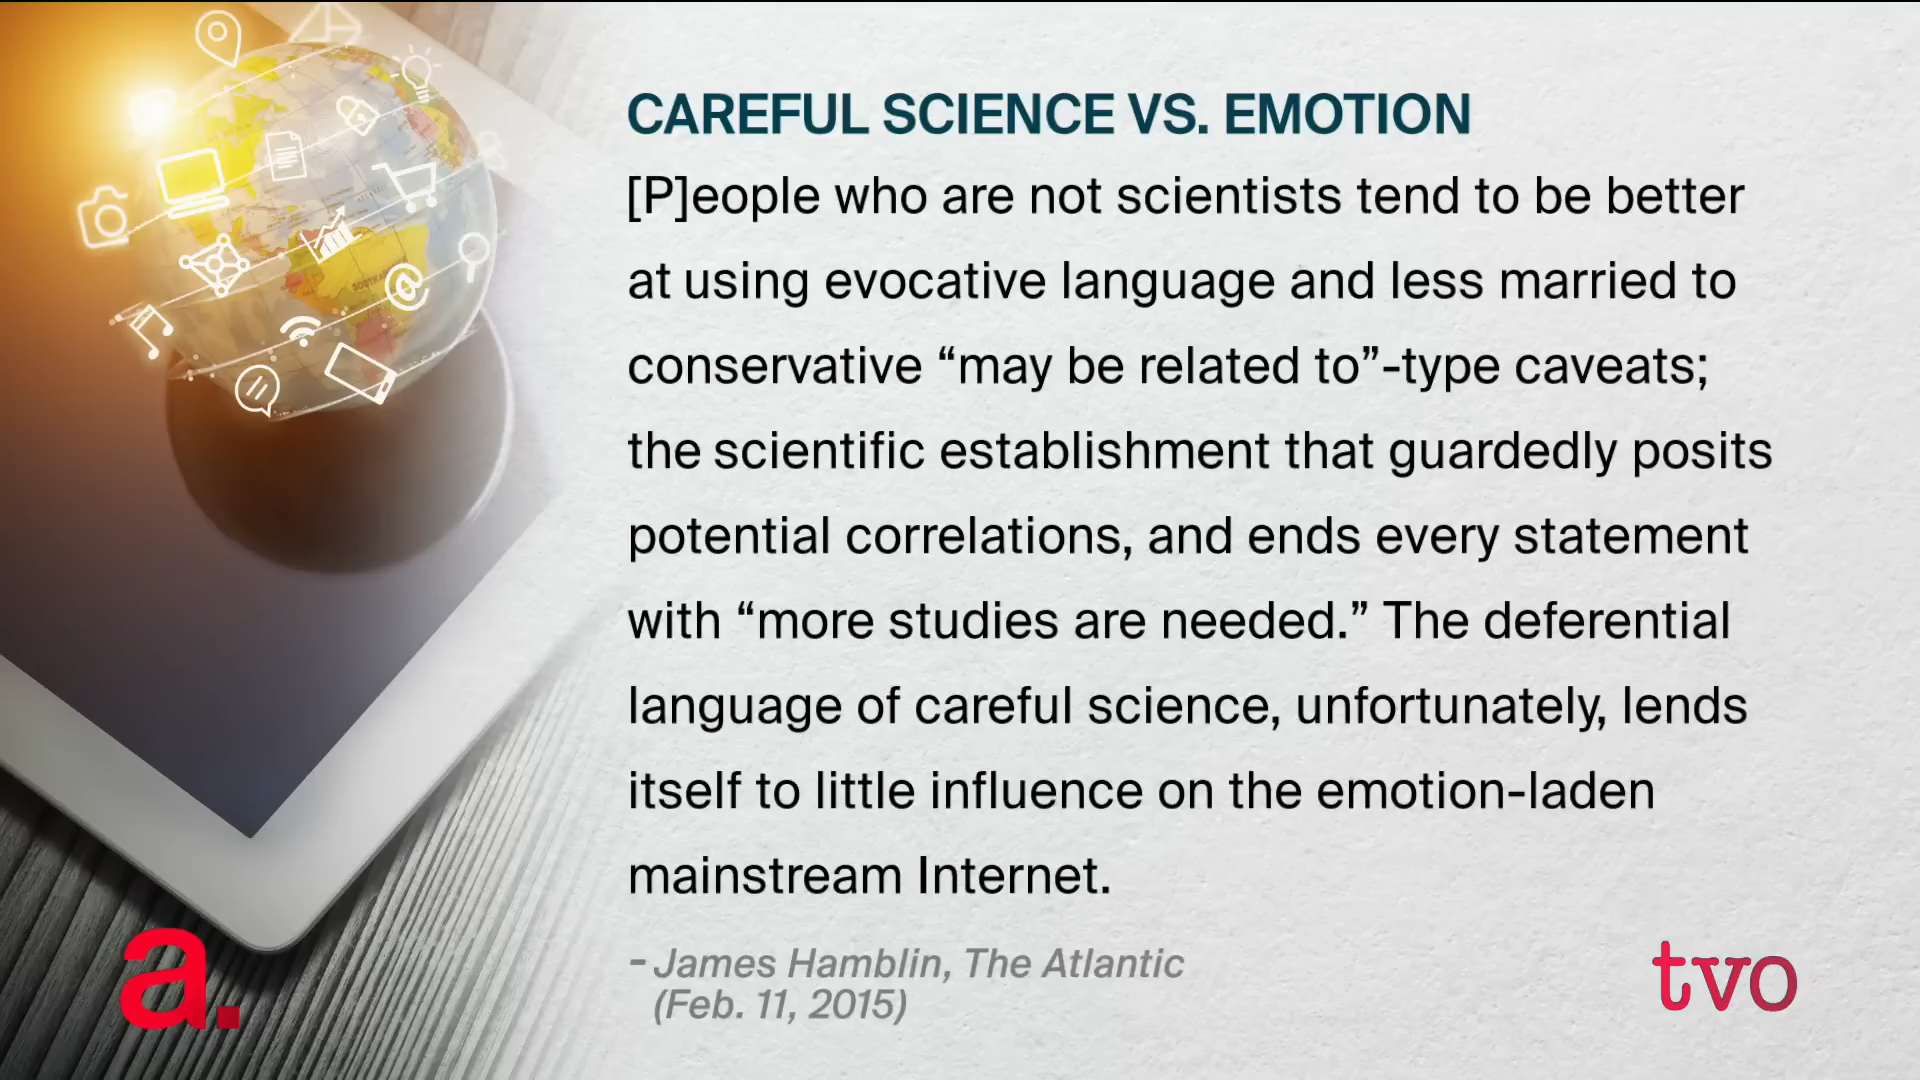 CAREFUL SCIENCE VS. EMOTION
[P]eople who are not scientists tend to be better
at using evocative language and less married to
conservative “may be related to”-type caveats;
the scientific establishment that guardedly posits
potential correlations, and ends every statement
with “more studies are needed.” The deferential
language of careful science, unfortunately, lends
itself to little influence on the emotion-laden
mainstream Internet.
- James Hamblin, The Atlantic
(Feb. 11, 2015)
a.
tvo